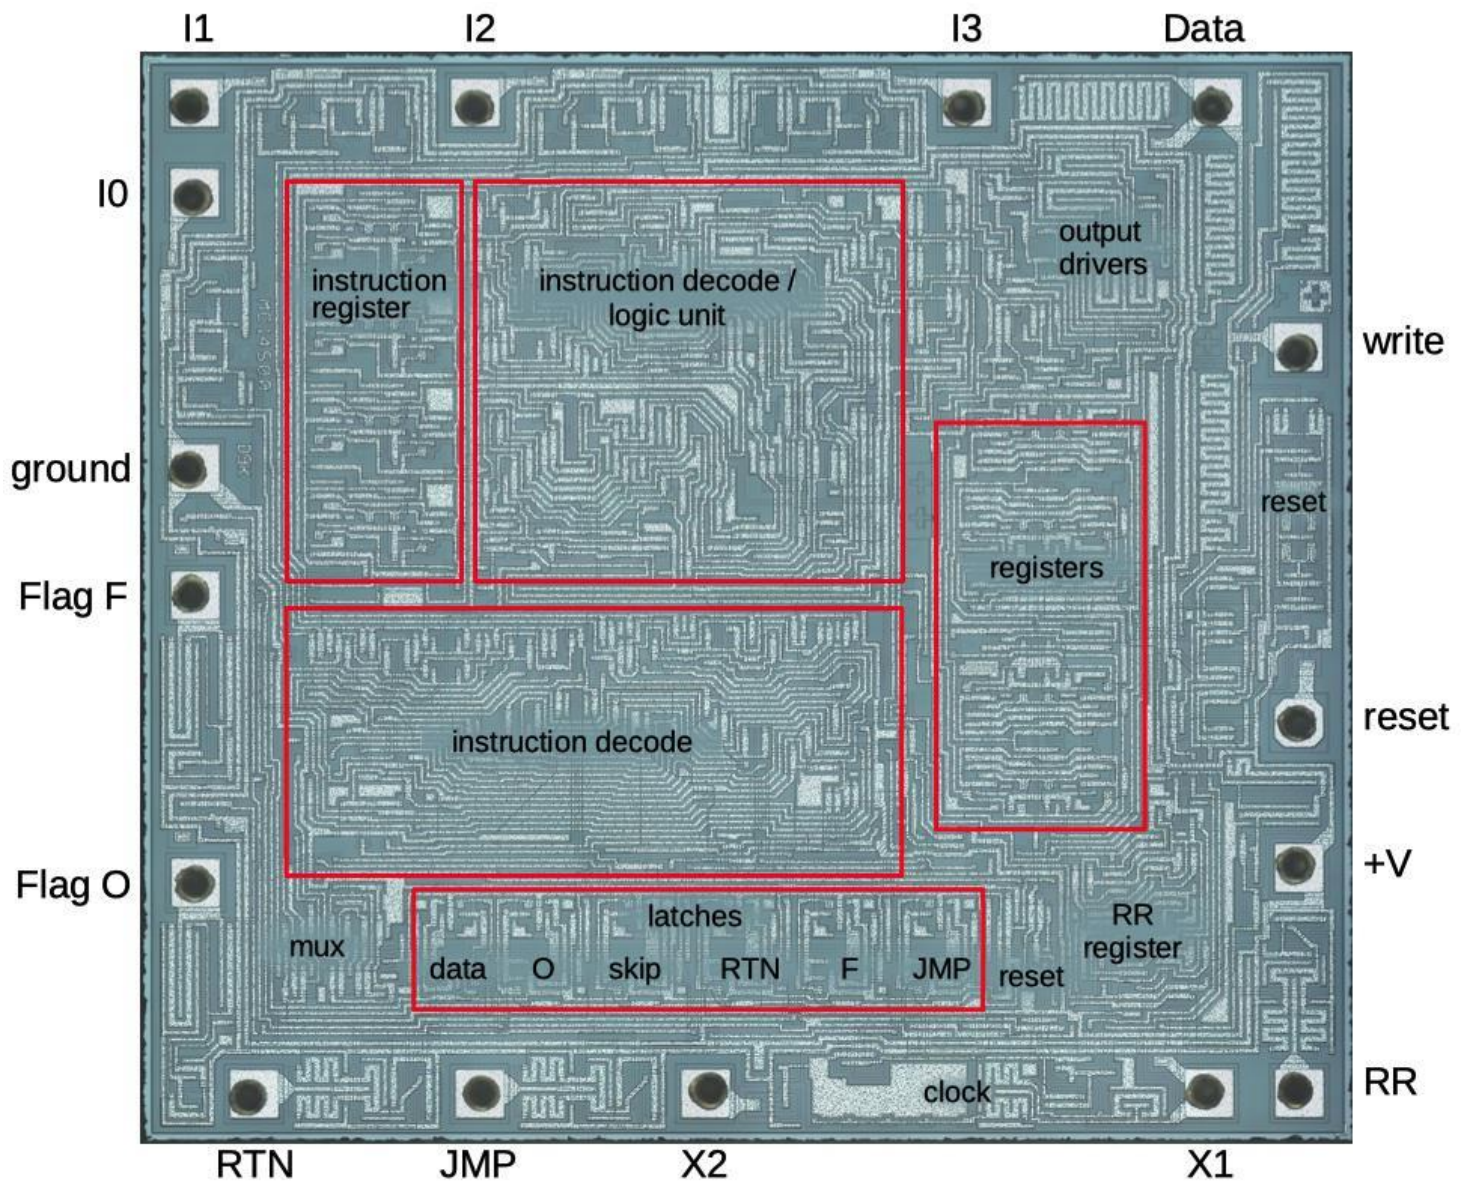 I1
I2
I3
Data
I0
instruction
register
instruction decode /
logic unit
output
drivers
write
ground
reset
registers
Flag F
instruction decode
reset
+V
Flag O
mux
latches
data
O
skip
RTN
F
JMP
reset
RR
register
clock
RR
RTN
JMP
X2
X1